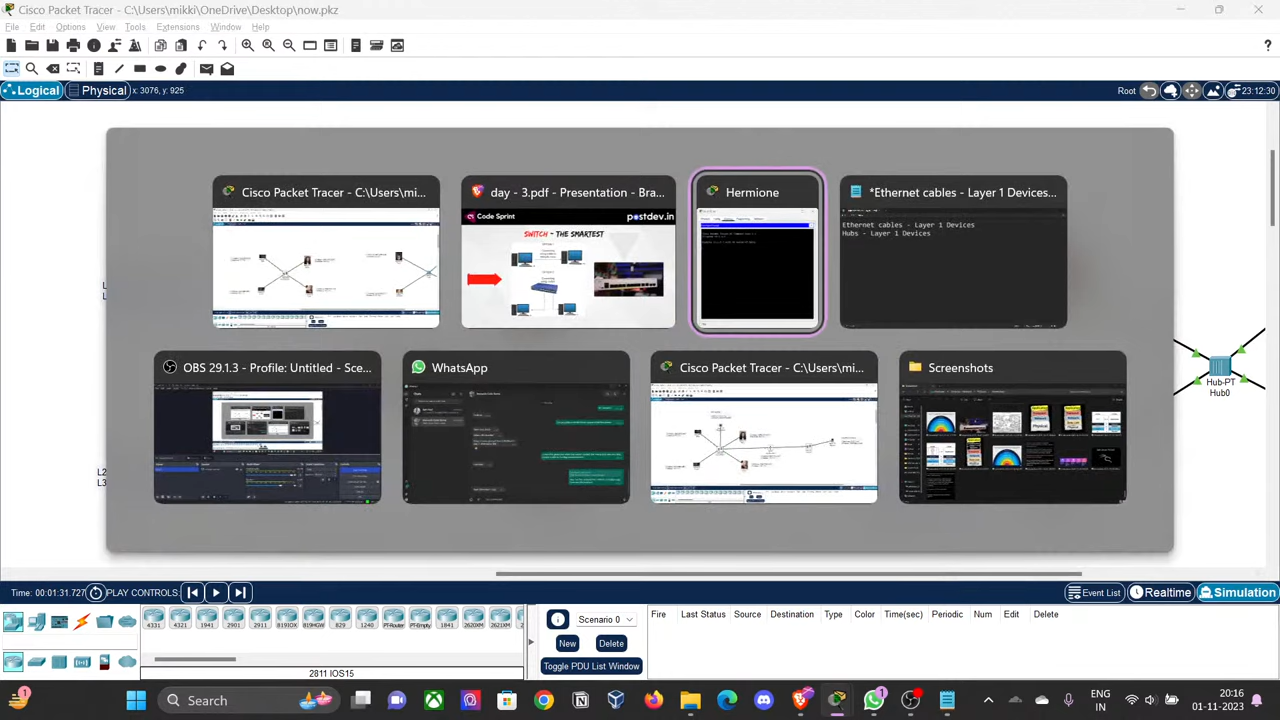 Cisco Packet Tracer - C:\Users\mikki\OneDrive\Desktop\now.pkz
File Edit Options View Tools Extensions Window Help
Logical Physical x: 3076, y: 925 Root 23:12:30
Cisco Packet Tracer - C:\Users\mi...
day - 3.pdf - Presentation - Bra...
Hermione
*Ethernet cables - Layer 1 Devices...
Code Sprint postdev.in
SWITCH - THE SMARTEST
Ethernet cables - Layer 1 Devices
Hubs - Layer 1 Devices
OBS 29.1.3 - Profile: Untitled - Sce...
WhatsApp
Cisco Packet Tracer - C:\Users\mi...
Screenshots
Hub-PT
Hub0
L2
L3
Time: 00:01:31.727 PLAY CONTROLS: Event List Realtime Simulation
4331 4321 1941 2901 2911 819IOX 819HGW 829 1240 PT-Router PT-Empty 1841 2620XM 2621XM
2811 IOS15
Scenario 0
New Delete
Toggle PDU List Window
Fire Last Status Source Destination Type Color Time(sec) Periodic Num Edit Delete
Search
ENG
IN
20:16
01-11-2023